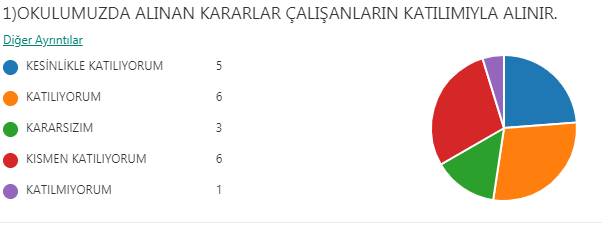 1)OKULUMUZDA ALINAN KARARLAR ÇALIŞANLARIN KATILIMIYLA ALINIR.
Diğer Ayrıntılar
KESİNLİKLE KATILIYORUM 5
KATILIYORUM 6
KARARSIZIM 3
KISMEN KATILIYORUM 6
KATILMIYORUM 1